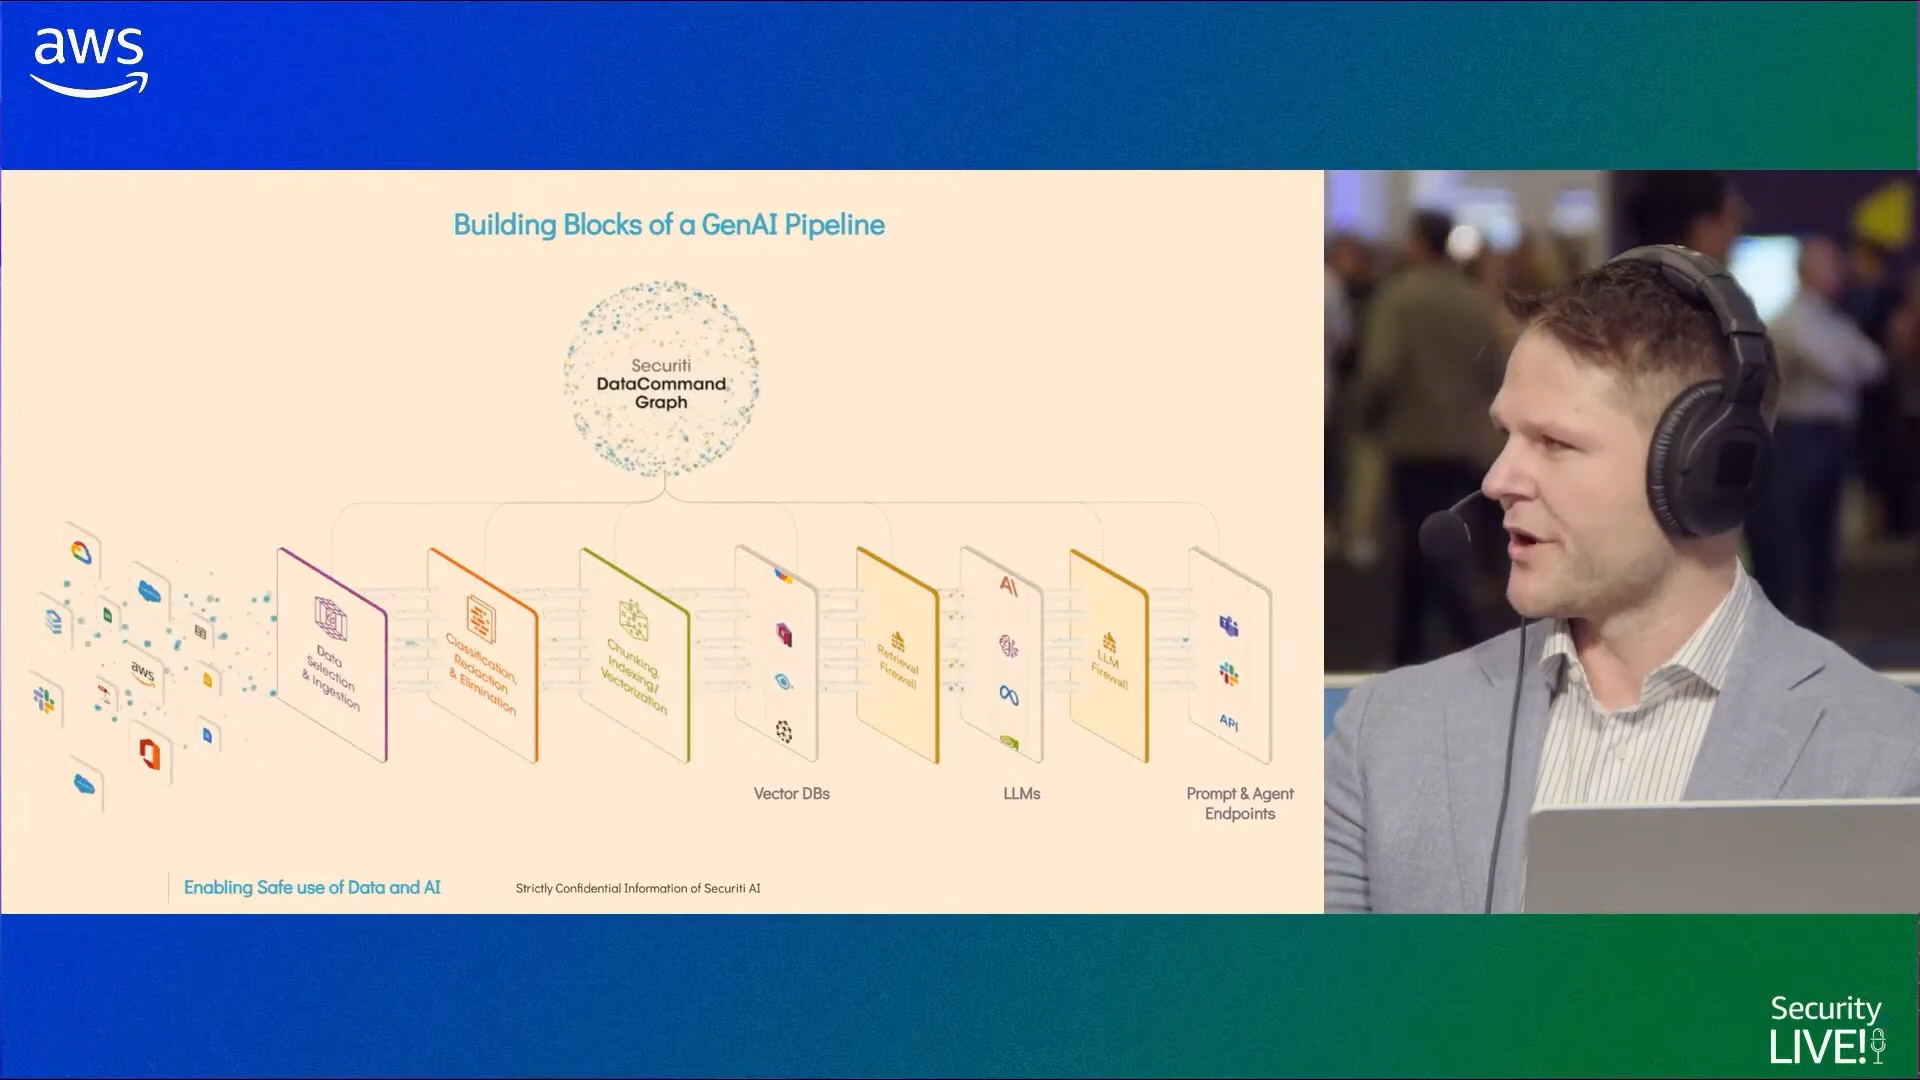 aws
Building Blocks of a GenAI Pipeline
Securiti
DataCommand
Graph
aws
Data
Selection
& Ingestion
Classification,
Redaction
& Elimination
Chunking,
Indexing/
Vectorization
Retrieval
Firewall
AI
LLM
Firewall
API
Vector DBs
LLMs
Prompt & Agent
Endpoints
Enabling Safe use of Data and AI
Strictly Confidential Information of Securiti AI
Security
LIVE!